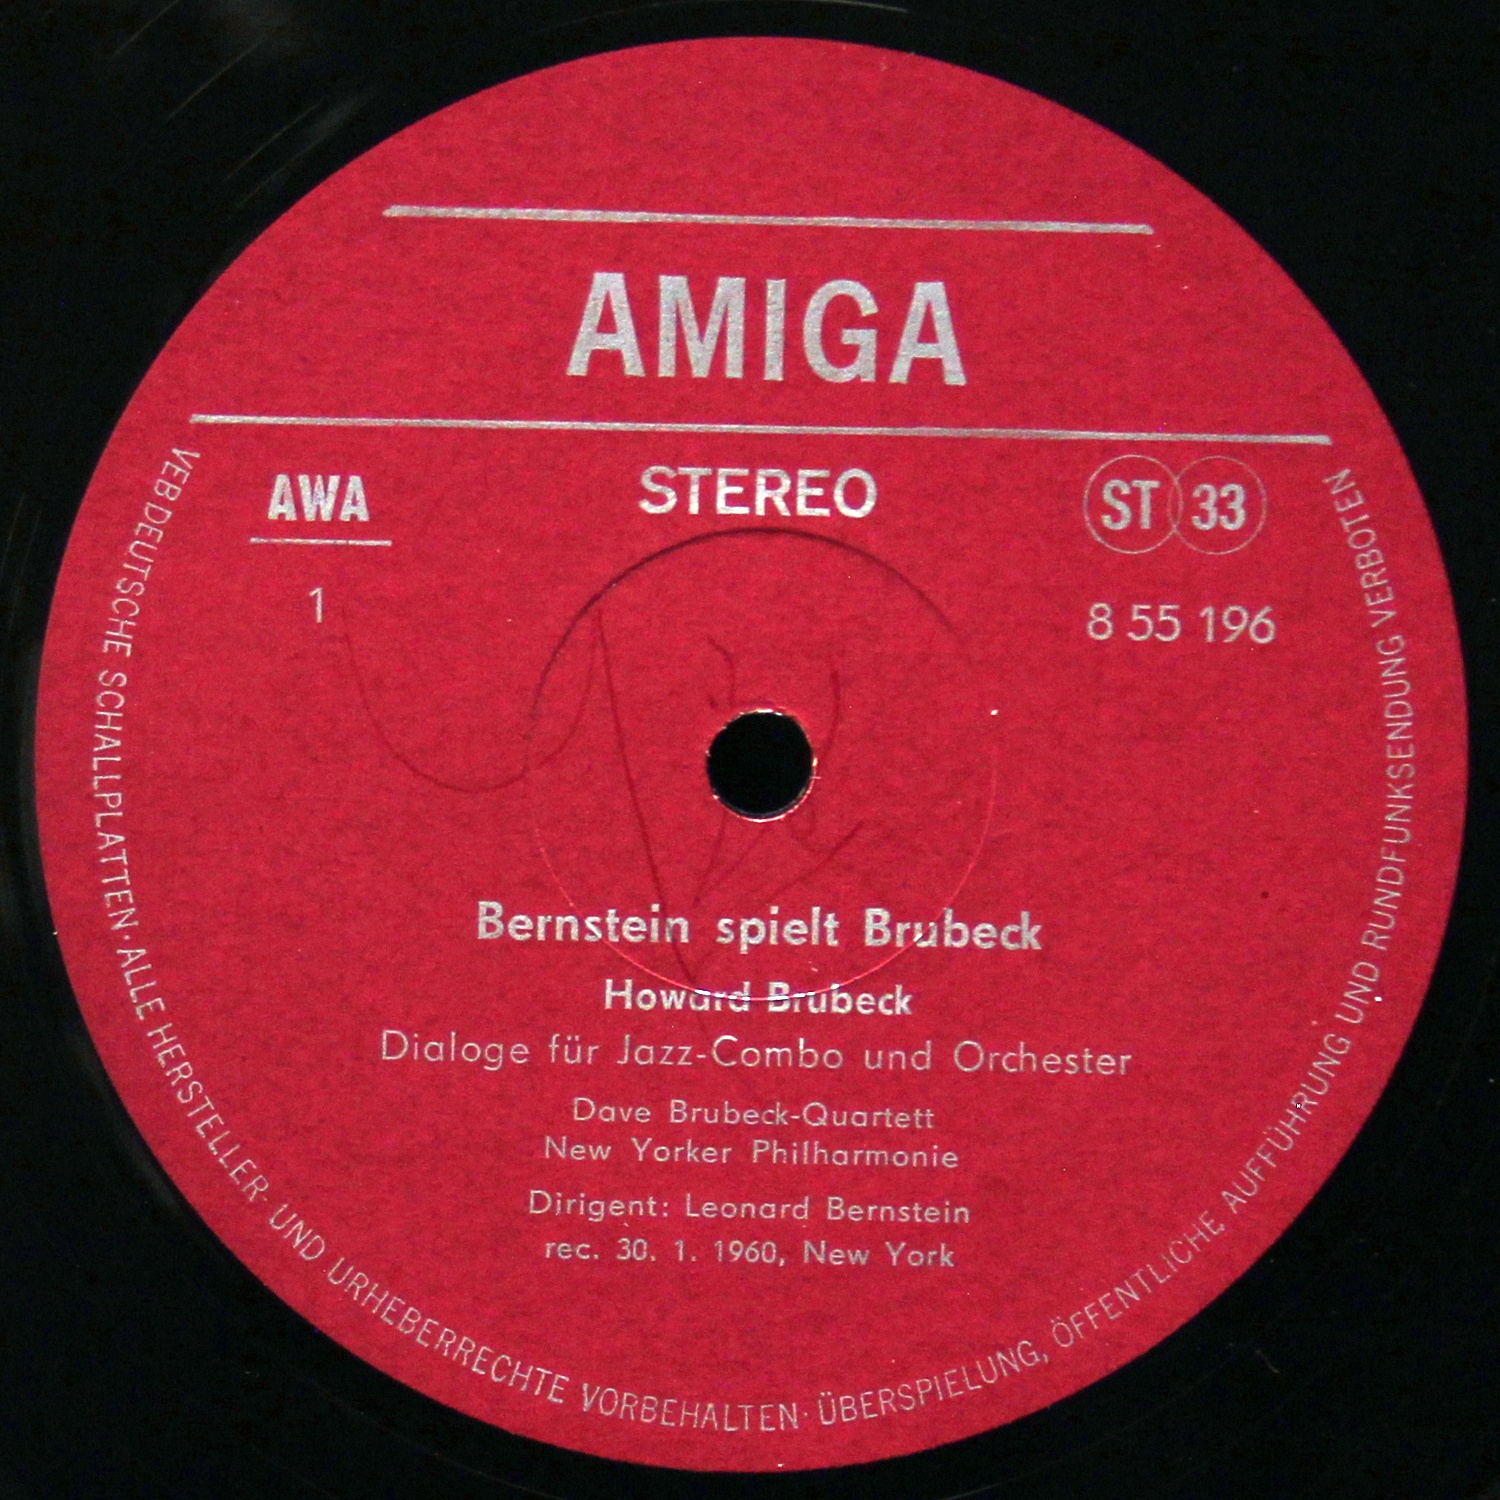 AMIGA
AWA
STEREO
ST 33
1
8 55 196
Bernstein spielt Brubeck
Howard Brubeck
Dialoge für Jazz-Combo und Orchester
Dave Brubeck-Quartett
New Yorker Philharmonie
Dirigent: Leonard Bernstein
rec. 30. 1. 1960, New York
VEB DEUTSCHE SCHALLPLATTEN · ALLE HERSTELLER- UND URHEBERRECHTE VORBEHALTEN · ÜBERSPIELUNG, ÖFFENTLICHE AUFFÜHRUNG UND RUNDFUNKSENDUNG VERBOTEN